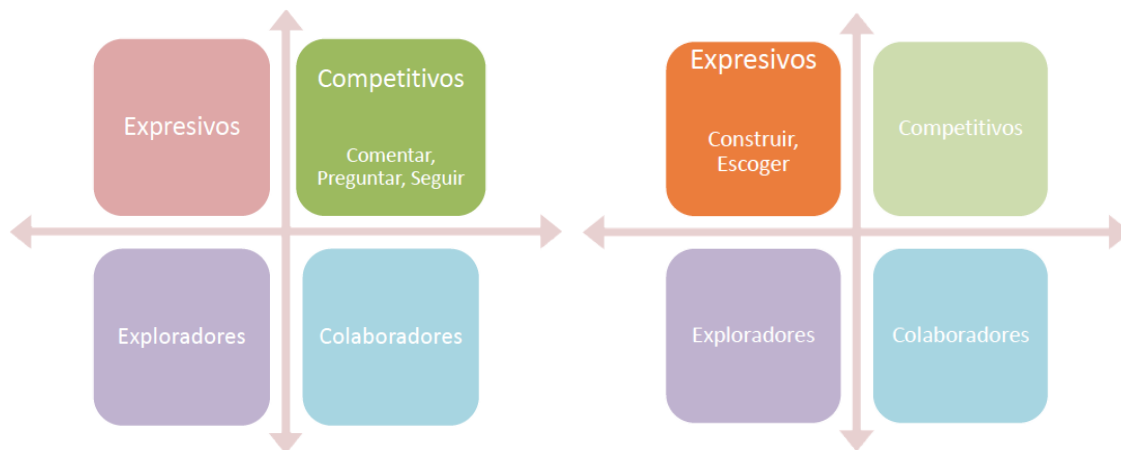 Expresivos
Competitivos
Comentar,
Preguntar, Seguir
Exploradores
Colaboradores
Expresivos
Construir,
Escoger
Competitivos
Exploradores
Colaboradores